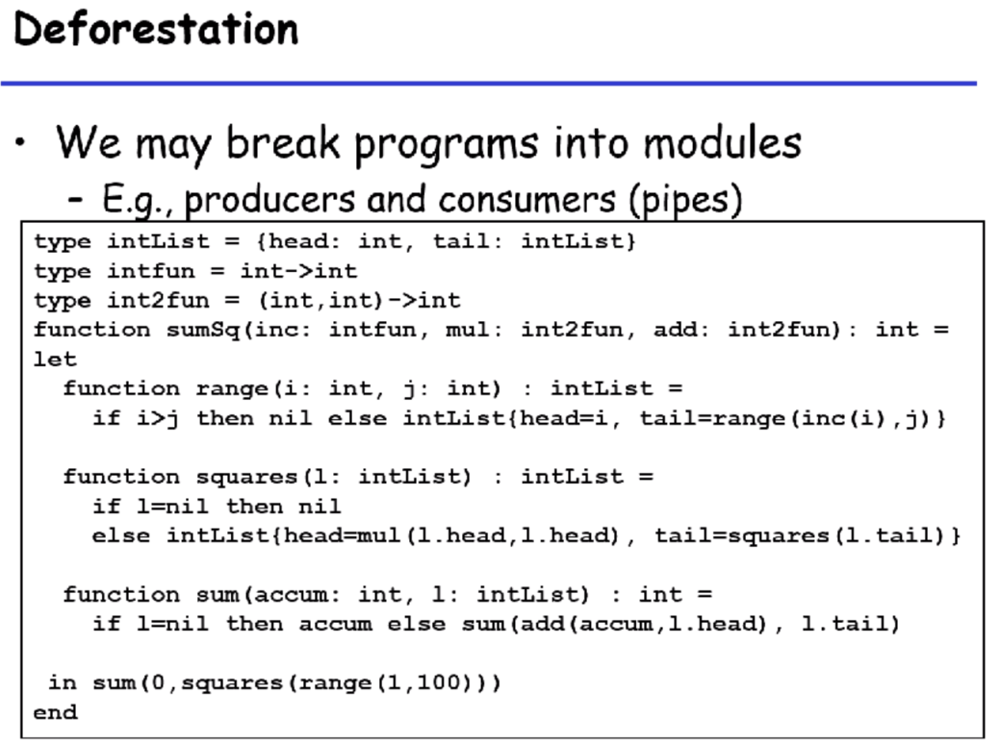 Deforestation
• We may break programs into modules
- E.g., producers and consumers (pipes)
type intList = {head: int, tail: intList}
type intfun = int->int
type int2fun = (int,int)->int
function sumSq(inc: intfun, mul: int2fun, add: int2fun): int =
let
  function range(i: int, j: int) : intList =
    if i>j then nil else intList{head=i, tail=range(inc(i),j)}
  function squares(l: intList) : intList =
    if l=nil then nil
    else intList{head=mul(l.head,l.head), tail=squares(l.tail)}
  function sum(accum: int, l: intList) : int =
    if l=nil then accum else sum(add(accum,l.head), l.tail)
 in sum(0,squares(range(1,100)))
end